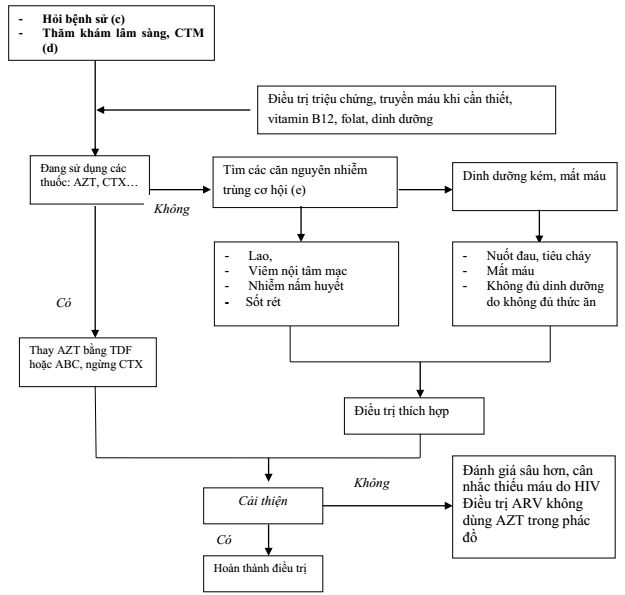 - Hỏi bệnh sử (c)
- Thăm khám lâm sàng, CTM
(d)
Điều trị triệu chứng, truyền máu khi cần thiết,
vitamin B12, folat, dinh dưỡng
Đang sử dụng các
thuốc: AZT, CTX…
Không
Tìm các căn nguyên nhiễm
trùng cơ hội (e)
Dinh dưỡng kém, mất máu
- Lao,
- Viêm nội tâm mạc
- Nhiễm nấm huyết
- Sốt rét
- Nuốt đau, tiêu chảy
- Mất máu
- Không đủ dinh dưỡng
do không đủ thức ăn
Có
Thay AZT bằng TDF
hoặc ABC, ngừng CTX
Điều trị thích hợp
Cải thiện
Không
Đánh giá sâu hơn, cân
nhắc thiếu máu do HIV
Điều trị ARV không
dùng AZT trong phác
đồ
Có
Hoàn thành điều trị